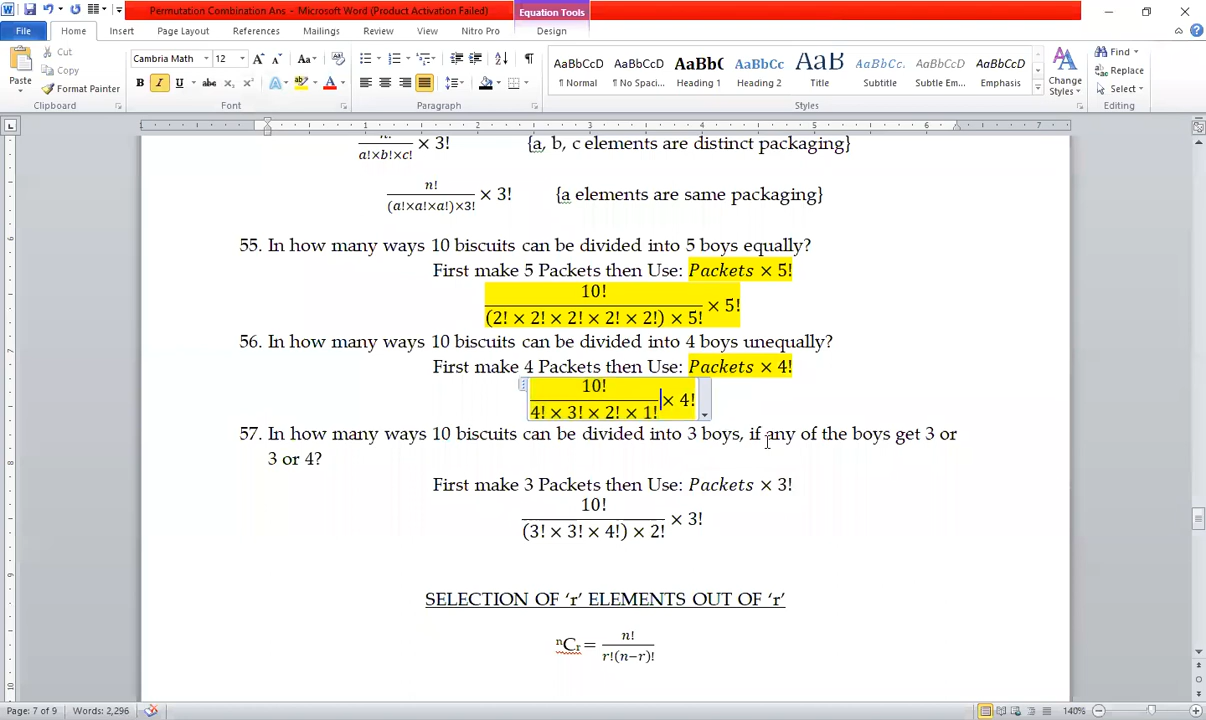 Permutation Combination Ans - Microsoft Word (Product Activation Failed)
Equation Tools
File Home Insert Page Layout References Mailings Review View Nitro Pro Design
Paste
Cut
Copy
Format Painter
Clipboard
Cambria Math 12
Font
Paragraph
AaBbCcD AaBbCcD AaBbC AaBbCc AaB AaBbCc. AaBbCcD
¶ Normal ¶ No Spaci... Heading 1 Heading 2 Title Subtitle Subtle Em... Emphasis
Styles
Change Styles
Find
Replace
Select
Editing
1 1 2 3 4 5 6 7
n!/(a!×b!×c!) × 3! {a, b, c elements are distinct packaging}
n!/((a!×a!×a!)×3!) × 3! {a elements are same packaging}
55. In how many ways 10 biscuits can be divided into 5 boys equally?
First make 5 Packets then Use: Packets × 5!
10!/((2! × 2! × 2! × 2! × 2!) × 5!) × 5!
56. In how many ways 10 biscuits can be divided into 4 boys unequally?
First make 4 Packets then Use: Packets × 4!
10!/(4! × 3! × 2! × 1!) × 4!
57. In how many ways 10 biscuits can be divided into 3 boys, if any of the boys get 3 or
3 or 4?
First make 3 Packets then Use: Packets × 3!
10!/((3! × 3! × 4!) × 2!) × 3!
SELECTION OF ‘r’ ELEMENTS OUT OF ‘r’
ⁿCᵣ = n!/(r!(n−r)!)
Page: 7 of 9 Words: 2,296 140%